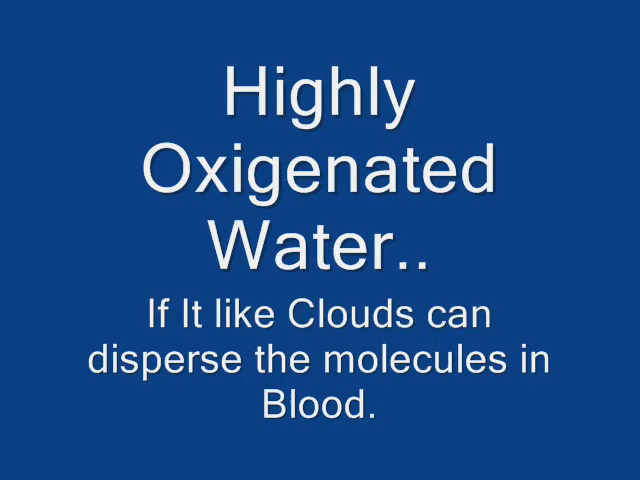 Highly
Oxigenated
Water..
If It like Clouds can
disperse the molecules in
Blood.